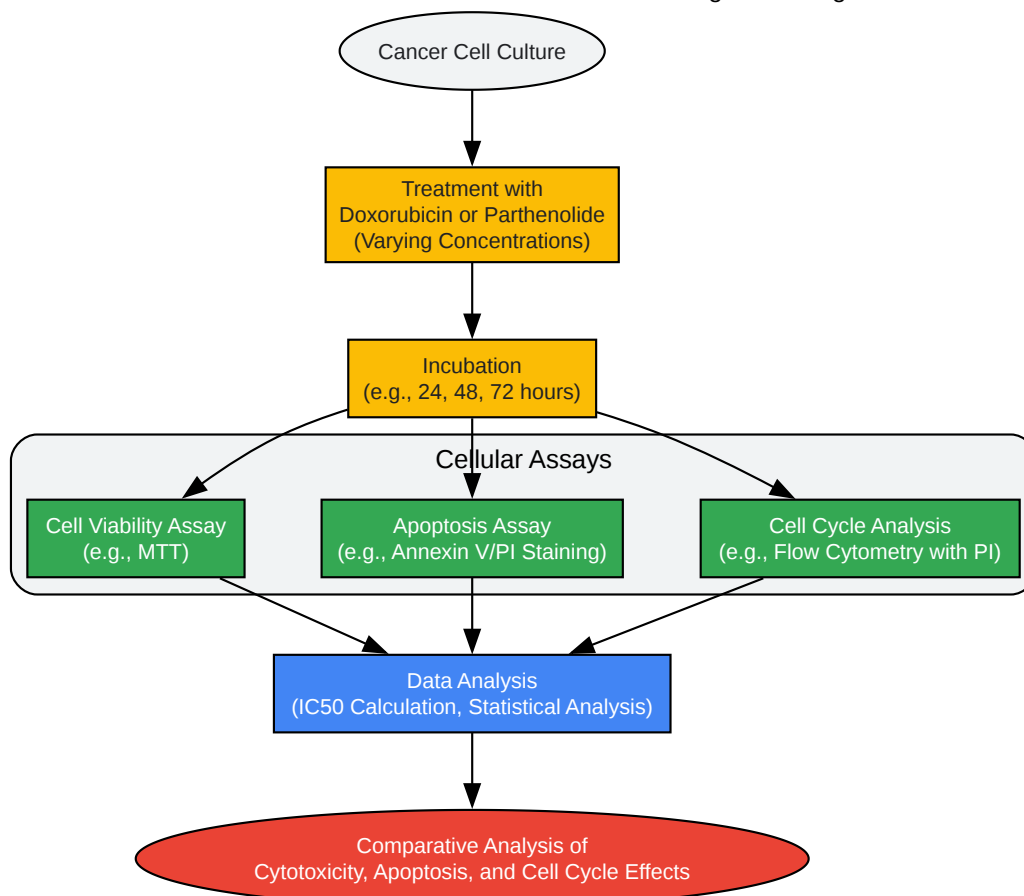 Cancer Cell Culture
Treatment with
Doxorubicin or Parthenolide
(Varying Concentrations)
Incubation
(e.g., 24, 48, 72 hours)
Cellular Assays
Cell Viability Assay
(e.g., MTT)
Apoptosis Assay
(e.g., Annexin V/PI Staining)
Cell Cycle Analysis
(e.g., Flow Cytometry with PI)
Data Analysis
(IC50 Calculation, Statistical Analysis)
Comparative Analysis of
Cytotoxicity, Apoptosis, and Cell Cycle Effects